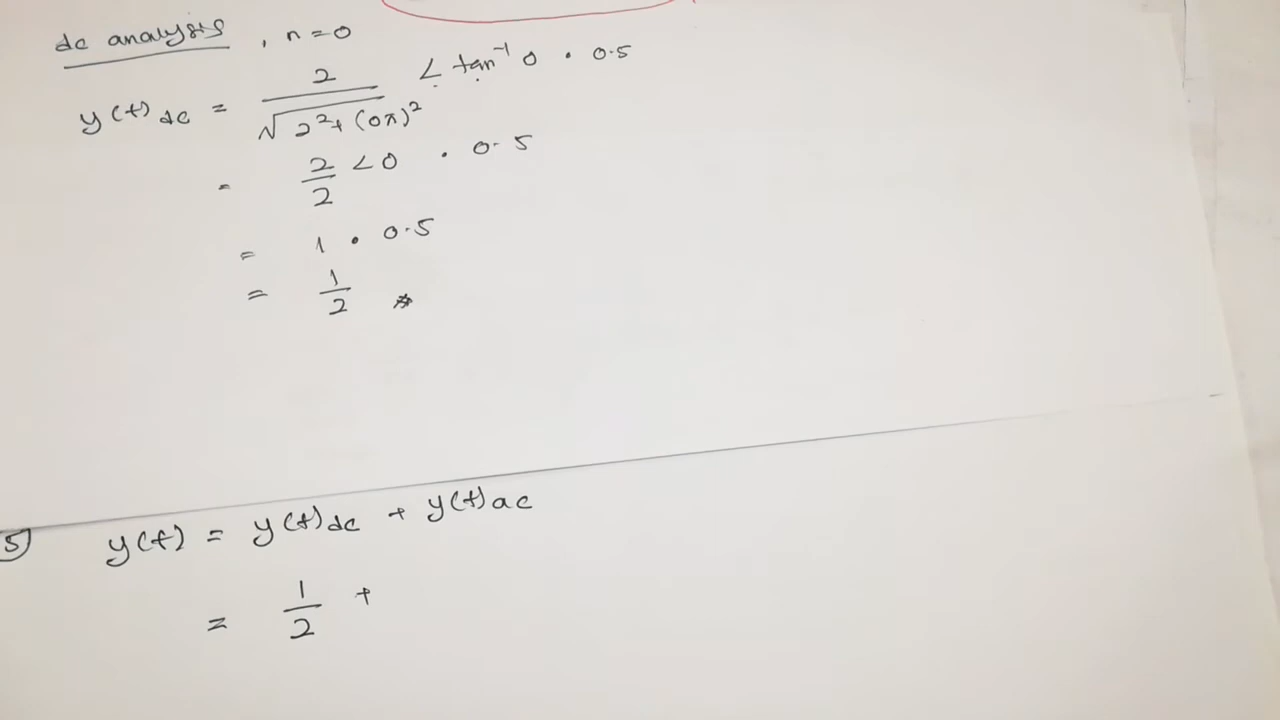 dc analysis , n=0
y(t)dc = 2/√(2²+(0π)²) ∠ tan⁻¹ 0 • 0.5
= 2/2 ∠0 • 0.5
= 1 • 0.5
= 1/2
5) y(t) = y(t)dc + y(t)ac
= 1/2 +